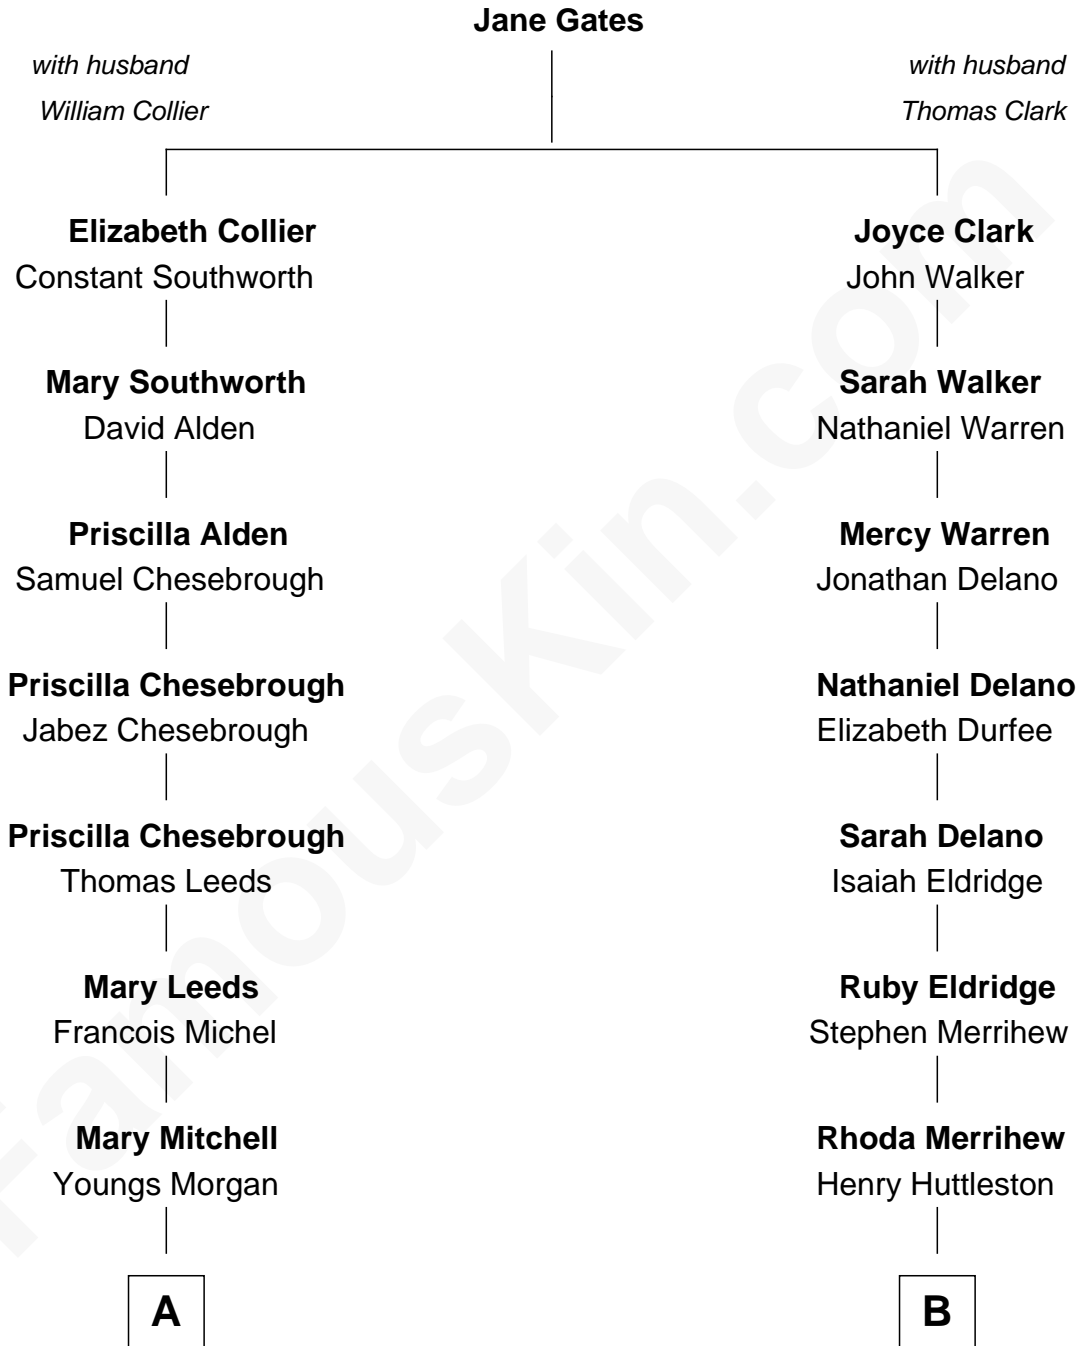 Jane Gates
with husband
William Collier
with husband
Thomas Clark
Elizabeth Collier
Constant Southworth
Joyce Clark
John Walker
Mary Southworth
David Alden
Sarah Walker
Nathaniel Warren
Priscilla Alden
Samuel Chesebrough
Mercy Warren
Jonathan Delano
Priscilla Chesebrough
Jabez Chesebrough
Nathaniel Delano
Elizabeth Durfee
Priscilla Chesebrough
Thomas Leeds
Sarah Delano
Isaiah Eldridge
Mary Leeds
Francois Michel
Ruby Eldridge
Stephen Merrihew
Mary Mitchell
Youngs Morgan
Rhoda Merrihew
Henry Huttleston
A
B
FamousKin.com